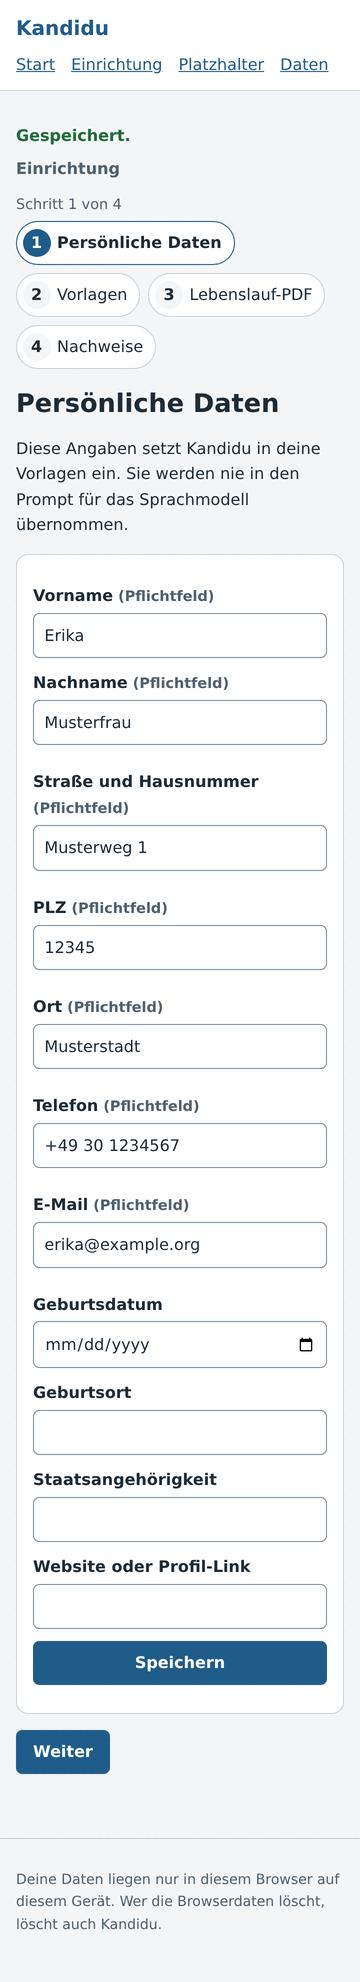 Kandidu
Start Einrichtung Platzhalter Daten
Gespeichert.
Einrichtung
Schritt 1 von 4
1 Persönliche Daten
2 Vorlagen 3 Lebenslauf-PDF
4 Nachweise
Persönliche Daten
Diese Angaben setzt Kandidu in deine
Vorlagen ein. Sie werden nie in den
Prompt für das Sprachmodell
übernommen.
Vorname (Pflichtfeld)
Erika
Nachname (Pflichtfeld)
Musterfrau
Straße und Hausnummer
(Pflichtfeld)
Musterweg 1
PLZ (Pflichtfeld)
12345
Ort (Pflichtfeld)
Musterstadt
Telefon (Pflichtfeld)
+49 30 1234567
E-Mail (Pflichtfeld)
erika@example.org
Geburtsdatum
mm/dd/yyyy
Geburtsort
Staatsangehörigkeit
Website oder Profil-Link
Speichern
Weiter
Deine Daten liegen nur in diesem Browser auf
diesem Gerät. Wer die Browserdaten löscht,
löscht auch Kandidu.